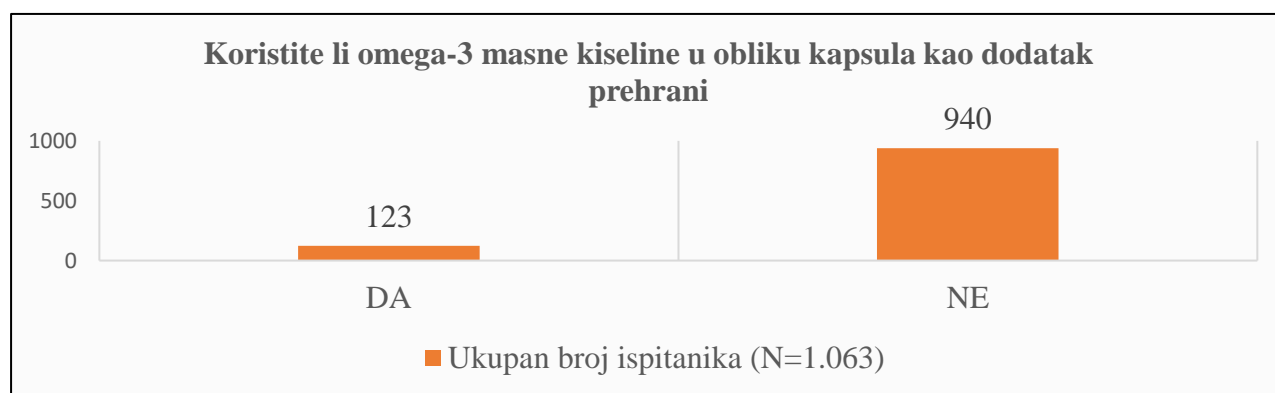 Koristite li omega-3 masne kiseline u obliku kapsula kao dodatak
prehrani
1000
500
0
123
940
DA
NE
Ukupan broj ispitanika (N=1.063)